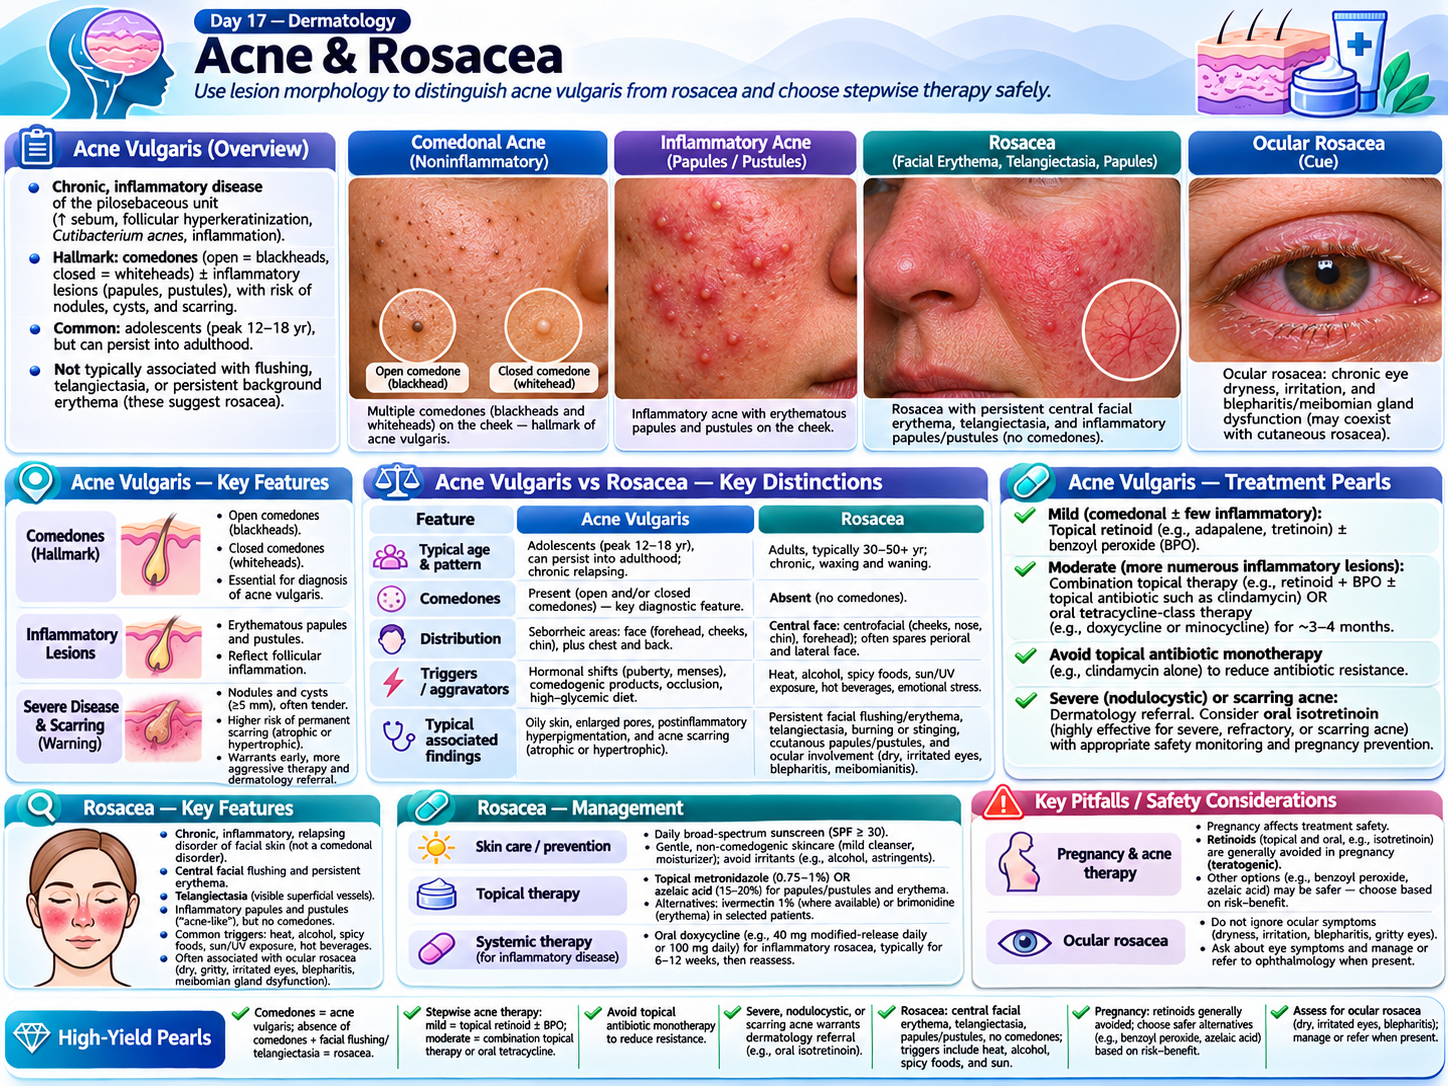 Day 17 — Dermatology
Acne & Rosacea
Use lesion morphology to distinguish acne vulgaris from rosacea and choose stepwise therapy safely.
Acne Vulgaris (Overview)
Chronic, inflammatory disease
of the pilosebaceous unit
(↑ sebum, follicular hyperkeratinization,
Cutibacterium acnes, inflammation).
Hallmark: comedones (open = blackheads,
closed = whiteheads) ± inflammatory
lesions (papules, pustules), with risk of
nodules, cysts, and scarring.
Common: adolescents (peak 12–18 yr),
but can persist into adulthood.
Not typically associated with flushing,
telangiectasia, or persistent background
erythema (these suggest rosacea).
Comedonal Acne
(Noninflammatory)
Open comedone
(blackhead)
Closed comedone
(whitehead)
Multiple comedones (blackheads and
whiteheads) on the cheek — hallmark of
acne vulgaris.
Inflammatory Acne
(Papules / Pustules)
Inflammatory acne with erythematous
papules and pustules on the cheek.
Rosacea
(Facial Erythema, Telangiectasia, Papules)
Rosacea with persistent central facial
erythema, telangiectasia, and inflammatory
papules/pustules (no comedones).
Ocular Rosacea
(Cue)
Ocular rosacea: chronic eye
dryness, irritation, and
blepharitis/meibomian gland
dysfunction (may coexist
with cutaneous rosacea).
Acne Vulgaris — Key Features
Comedones
(Hallmark)
• Open comedones
(blackheads).
• Closed comedones
(whiteheads).
• Essential for diagnosis
of acne vulgaris.
Inflammatory
Lesions
• Erythematous papules
and pustules.
• Reflect follicular
inflammation.
Severe Disease
& Scarring
(Warning)
• Nodules and cysts
(≥5 mm), often tender.
• Higher risk of permanent
scarring (atrophic or
hypertrophic).
• Warrants early, more
aggressive therapy and
dermatology referral.
Acne Vulgaris vs Rosacea — Key Distinctions
Feature
Acne Vulgaris
Rosacea
Typical age
& pattern
Adolescents (peak 12–18 yr),
can persist into adulthood;
chronic relapsing.
Adults, typically 30–50+ yr;
chronic, waxing and waning.
Comedones
Present (open and/or closed
comedones) — key diagnostic feature.
Absent (no comedones).
Distribution
Seborrheic areas: face (forehead, cheeks,
chin), plus chest and back.
Central face: centrofacial (cheeks, nose,
chin), forehead); often spares perioral
and lateral face.
Triggers
/ aggravators
Hormonal shifts (puberty, menses),
comedogenic products, occlusion,
high-glycemic diet.
Heat, alcohol, spicy foods, sun/UV
exposure, hot beverages, emotional stress.
Typical
associated
findings
Oily skin, enlarged pores, postinflammatory
hyperpigmentation, and acne scarring
(atrophic or hypertrophic).
Persistent facial flushing/erythema,
telangiectasia, burning or stinging,
ccutanous papules/pustules, and
ocular involvement (dry, irritated eyes,
blepharitis, meibomianitis).
Acne Vulgaris — Treatment Pearls
Mild (comedonal ± few inflammatory):
Topical retinoid (e.g., adapalene, tretinoin) ±
benzoyl peroxide (BPO).
Moderate (more numerous inflammatory lesions):
Combination topical therapy (e.g., retinoid + BPO ±
topical antibiotic such as clindamycin) OR
oral tetracycline-class therapy
(e.g., doxycycline or minocycline) for ~3–4 months.
Avoid topical antibiotic monotherapy
(e.g., clindamycin alone) to reduce antibiotic resistance.
Severe (nodulocystic) or scarring acne:
Dermatology referral. Consider oral isotretinoin
(highly effective for severe, refractory, or scarring acne)
with appropriate safety monitoring and pregnancy prevention.
Rosacea — Key Features
Chronic, inflammatory, relapsing
disorder of facial skin (not a comedonal
disorder).
Central facial flushing and persistent
erythema.
Telangiectasia (visible superficial vessels).
Inflammatory papules and pustules
("acne-like"), but no comedones.
Common triggers: heat, alcohol, spicy
foods, sun/UV exposure, hot beverages.
Often associated with ocular rosacea
(dry, gritty, irritated eyes, blepharitis,
meibomian gland dsyfunction).
Rosacea — Management
Skin care / prevention
• Daily broad-spectrum sunscreen (SPF ≥ 30).
• Gentle, non-comedogenic skincare (mild cleanser,
moisturizer); avoid irritants (e.g., alcohol, astringents).
Topical therapy
• Topical metronidazole (0.75–1%) OR
azelaic acid (15–20%) for papules/pustules and erythema.
• Alternatives: ivermectin 1% (where available) or brimonidine
(erythema) in selected patients.
Systemic therapy
(for inflammatory disease)
• Oral doxycycline (e.g., 40 mg modified-release daily
or 100 mg daily) for inflammatory rosacea, typically for
6–12 weeks, then reassess.
Key Pitfalls / Safety Considerations
Pregnancy & acne
therapy
• Pregnancy affects treatment safety.
• Retinoids (topical and oral, e.g., isotretinoin)
are generally avoided in pregnancy
(teratogenic).
• Other options (e.g., benzoyl peroxide,
azelaic acid) may be safer — choose based
on risk–benefit.
Ocular rosacea
• Do not ignore ocular symptoms
(dryness, irritation, blepharitis, gritty eyes).
• Ask about eye symptoms and manage or
refer to ophthalmology when present.
High-Yield Pearls
Comedones = acne
vulgaris; absence of
comedones + facial flushing/
telangiectasia = rosacea.
Stepwise acne therapy:
mild = topical retinoid ± BPO;
moderate = combination topical
therapy or oral tetracycline.
Avoid topical
antibiotic monotherapy
to reduce resistance.
Severe, nodulocystic, or
scarring acne warrants
dermatology referral
(e.g., oral isotretinoin).
Rosacea: central facial
erythema, telangiectasia,
papules/pustules, no comedones;
triggers include heat, alcohol,
spicy foods, and sun.
Pregnancy: retinoids generally
avoided; choose safer alternatives
(e.g., benzoyl peroxide, azelaic acid)
based on risk–benefit.
Assess for ocular rosacea
(dry, irritated eyes, blepharitis);
manage or refer when present.